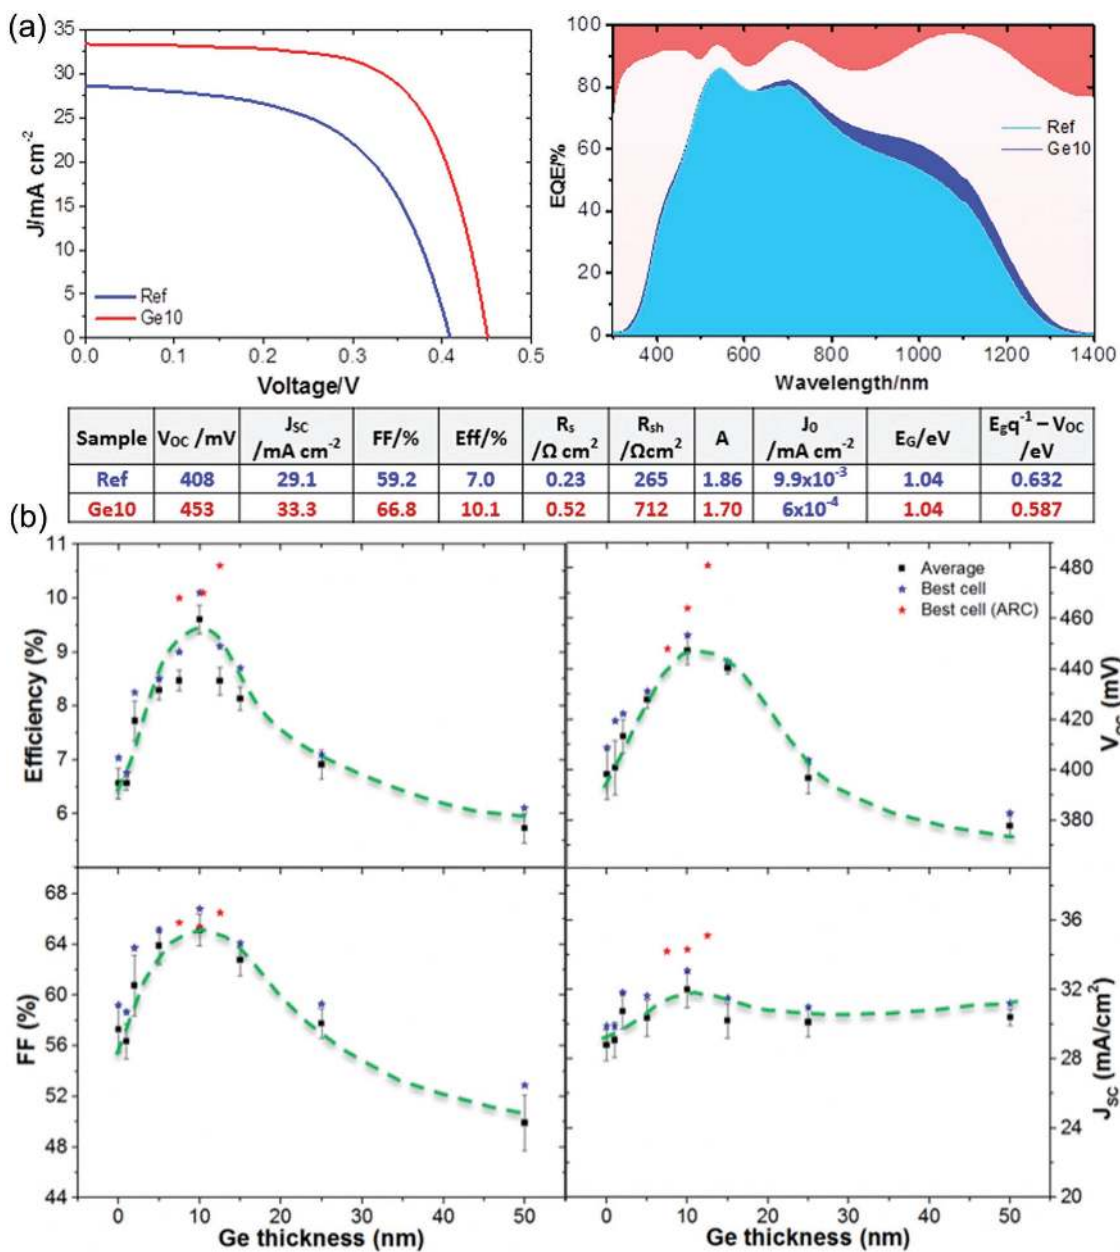 (a)
35
30
25
20
15
10
5
0
J/mA cm-2
Ref
Ge10
0.0 0.1 0.2 0.3 0.4 0.5
Voltage/V
100
80
60
40
20
0
EQE/%
Ref
Ge10
400 600 800 1000 1200 1400
Wavelength/nm
Sample VOC /mV JSC /mA cm-2 FF/% Eff/% Rs /Ω cm2 Rsh /Ωcm2 A J0 /mA cm-2 EG/eV Egq-1 – VOC /eV
Ref 408 29.1 59.2 7.0 0.23 265 1.86 9.9x10-3 1.04 0.632
Ge10 453 33.3 66.8 10.1 0.52 712 1.70 6x10-4 1.04 0.587
(b)
11
10
9
8
7
6
Efficiency (%)
Average
Best cell
Best cell (ARC)
480
460
440
420
400
380
VOC (mV)
68
64
60
56
52
48
44
FF (%)
0 10 20 30 40 50
Ge thickness (nm)
36
32
28
24
20
JSC (mA/cm2)
0 10 20 30 40 50
Ge thickness (nm)